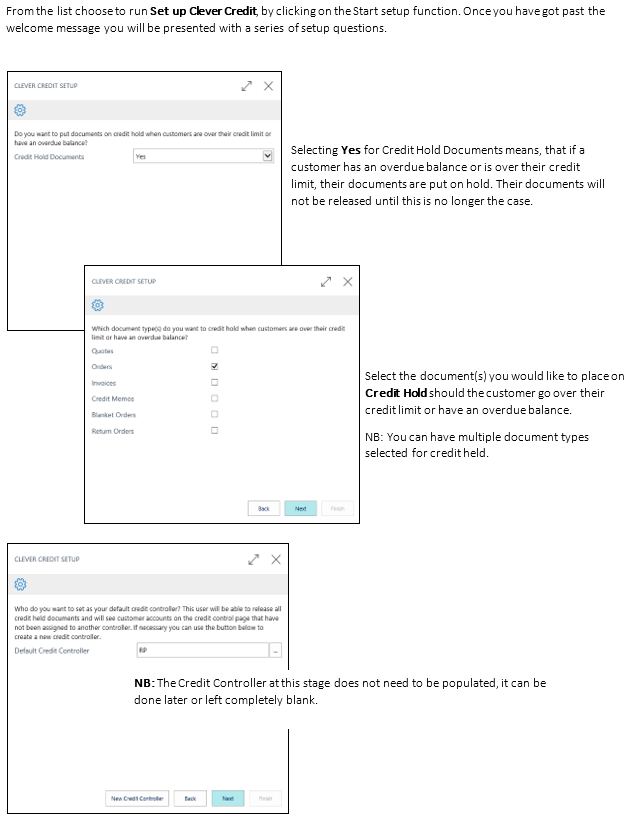 From the list choose to run Set up Clever Credit, by clicking on the Start setup function. Once you have got past the
welcome message you will be presented with a series of setup questions.
CLEVER CREDIT SETUP
Do you want to put documents on credit hold when customers are over their credit limit or
have an overdue balance?
Credit Hold Documents Yes
Selecting Yes for Credit Hold Documents means, that if a
customer has an overdue balance or is over their credit
limit, their documents are put on hold. Their documents will
not be released until this is no longer the case.
CLEVER CREDIT SETUP
Which document type(s) do you want to credit hold when customers are over their credit
limit or have an overdue balance?
Quotes
Orders
Invoices
Credit Memos
Blanket Orders
Return Orders
Back Next Finish
Select the document(s) you would like to place on
Credit Hold should the customer go over their
credit limit or have an overdue balance.
NB: You can have multiple document types
selected for credit held.
CLEVER CREDIT SETUP
Who do you want to set as your default credit controller? This user will be able to release all
credit held documents and will see customer accounts on the credit control page that have
not been assigned to another controller. If necessary you can use the button below to
create a new credit controller.
Default Credit Controller RP
NB: The Credit Controller at this stage does not need to be populated, it can be
done later or left completely blank.
New Credit Controller Back Next Finish